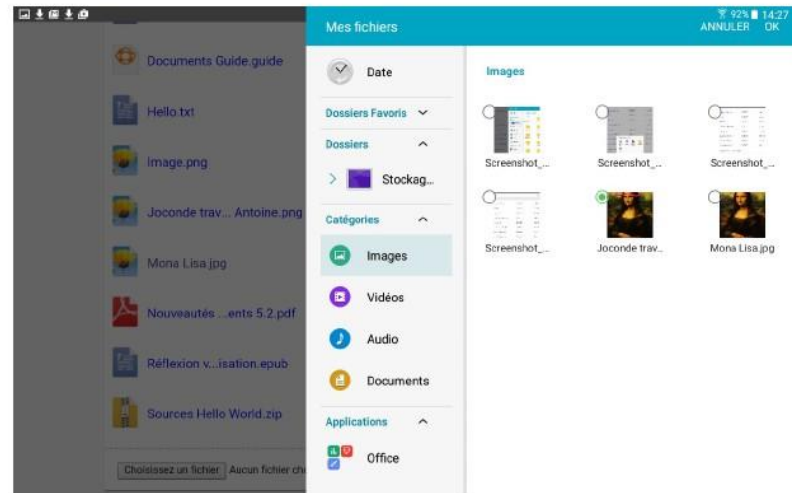 92% 14:27
Mes fichiers
ANNULER OK
Documents Guide.guide
Hello.txt
Image.png
Joconde trav... Antoine.png
Mona Lisa.jpg
Nouveautés ...ents 5.2.pdf
Réflexion v...isation.epub
Sources Hello World.zip
Choisissez un fichier Aucun fichier cho
Date
Dossiers Favoris
Dossiers
Stockag...
Catégories
Images
Vidéos
Audio
Documents
Applications
Office
Images
Screenshot_...
Screenshot_...
Screenshot_...
Screenshot_...
Joconde trav...
Mona Lisa.jpg